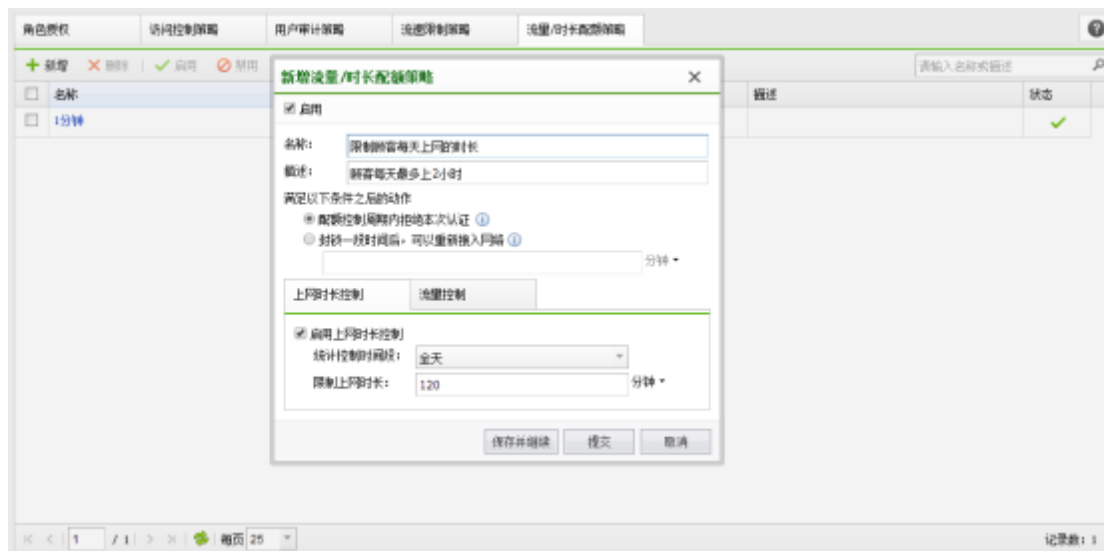 角色授权 访问控制策略 用户审计策略 流速限制策略 流量/时长配额策略
新增 删除 启用 禁用 请输入名称或描述
名称 描述 状态
1分钟
新增流量/时长配额策略
启用
名称： 限制顾客每天上网的时长
描述： 顾客每天最多上2小时
满足以下条件之后的动作
配额控制周期内拒绝本次认证
封锁一段时间后，可以重新接入网络
分钟
上网时长控制 流量控制
启用上网时长控制
统计控制时间段： 全天
限制上网时长： 120 分钟
保存并继续 提交 取消
1 / 1 每页 25 记录数：1